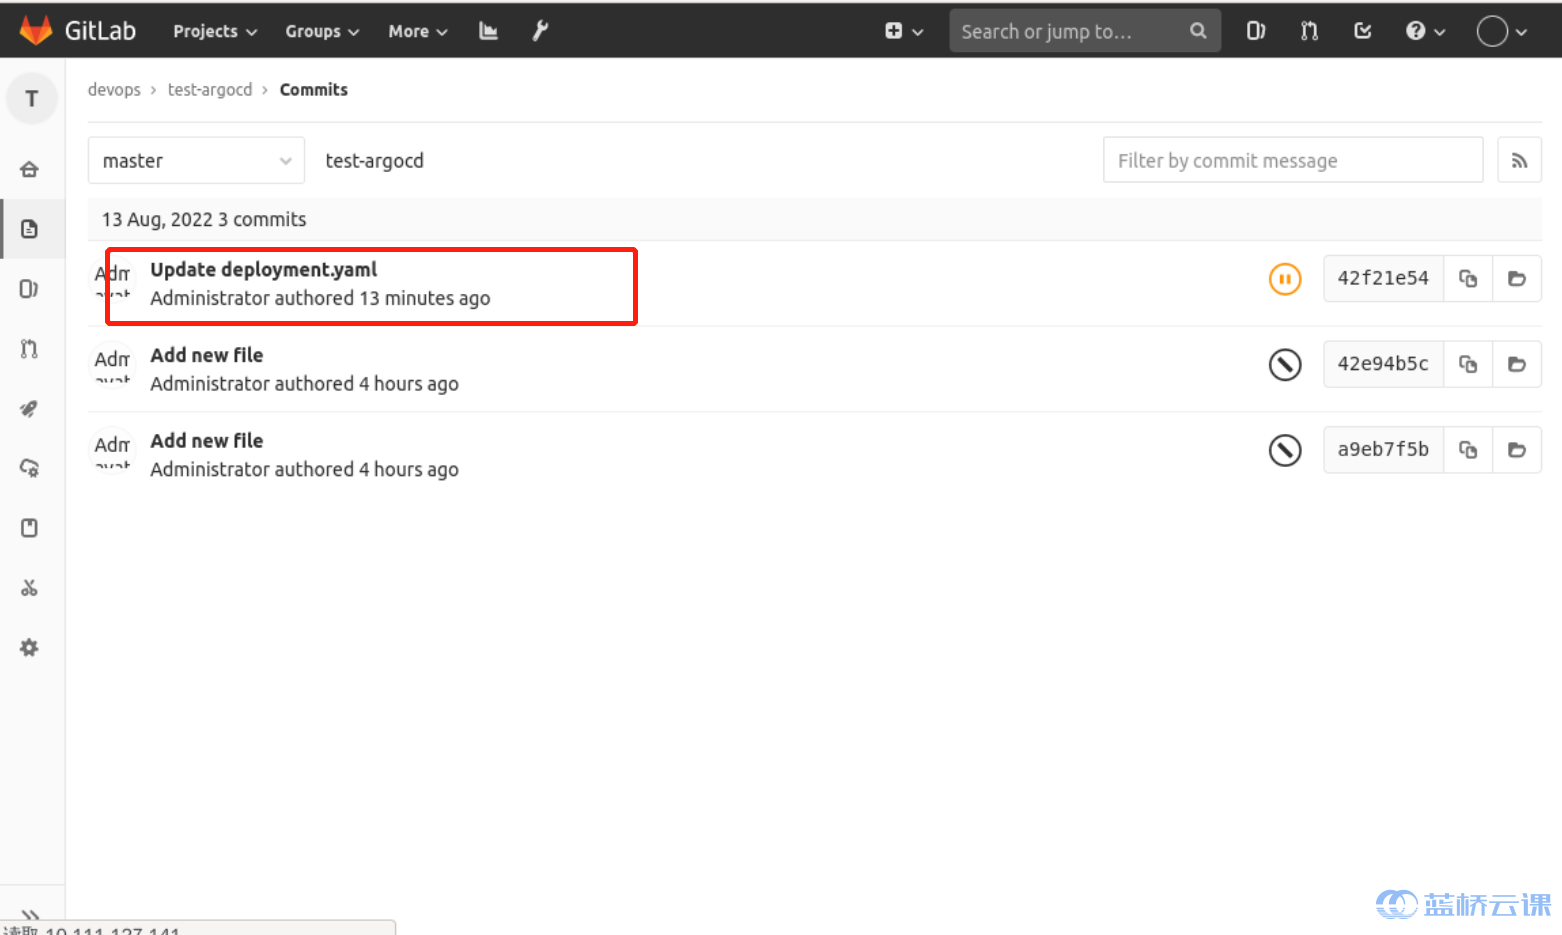 GitLab Projects Groups More Search or jump to...
T
devops › test-argocd › Commits
master test-argocd Filter by commit message
13 Aug, 2022 3 commits
Update deployment.yaml
Administrator authored 13 minutes ago
42f21e54
Add new file
Administrator authored 4 hours ago
42e94b5c
Add new file
Administrator authored 4 hours ago
a9eb7f5b
读取 10.111.127.141
蓝桥云课